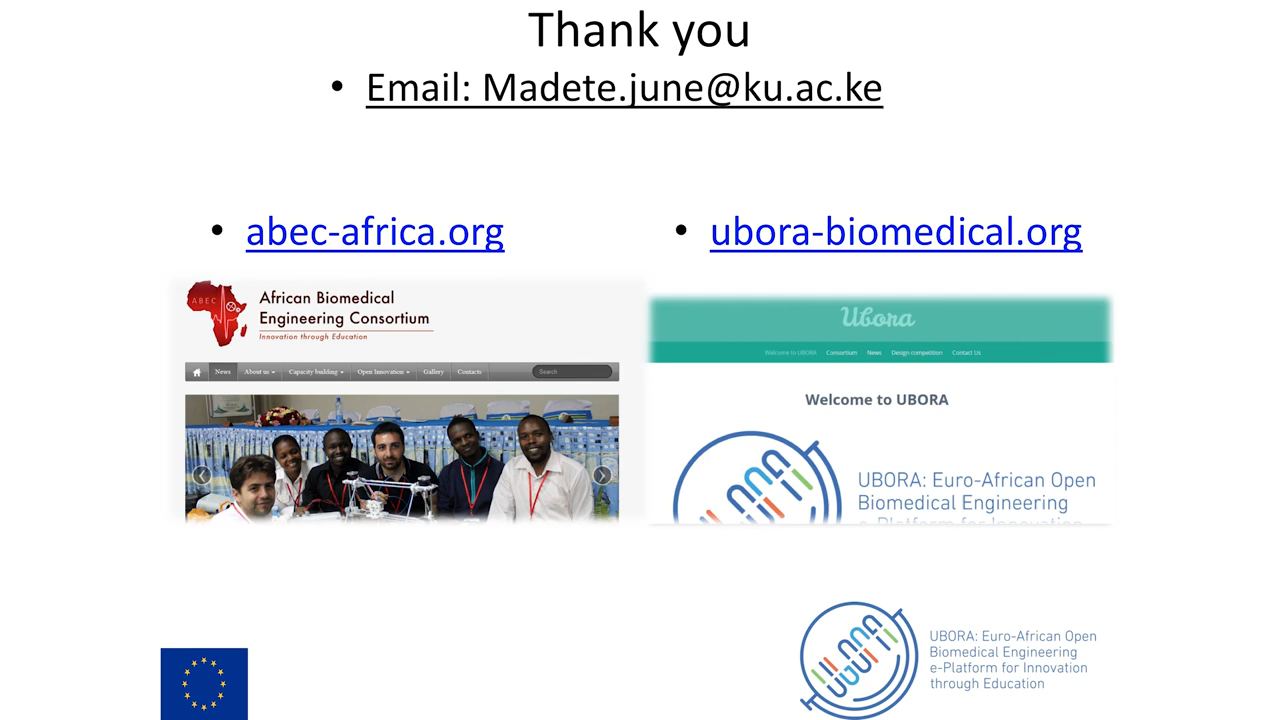 Thank you
• Email: Madete.june@ku.ac.ke
• abec-africa.org
• ubora-biomedical.org
ABEC
African Biomedical
Engineering Consortium
Innovation through Education
News About us Capacity building Open Innovation Gallery Contacts Search
Ubora
Welcome to UBORA Consortium News Design competition Contact Us
Welcome to UBORA
UBORA: Euro-African Open
Biomedical Engineering
e-Platform for Innovation
UBORA: Euro-African Open
Biomedical Engineering
e-Platform for Innovation
through Education